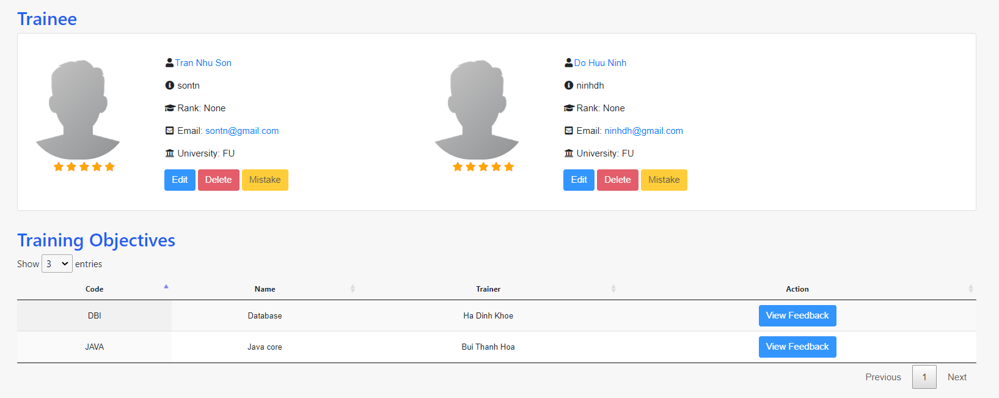 Trainee
Tran Nhu Son
sontn
Rank: None
Email: sontn@gmail.com
University: FU
Edit Delete Mistake
Do Huu Ninh
ninhdh
Rank: None
Email: ninhdh@gmail.com
University: FU
Edit Delete Mistake
Training Objectives
Show 3 entries
Code Name Trainer Action
DBI Database Ha Dinh Khoe View Feedback
JAVA Java core Bui Thanh Hoa View Feedback
Previous 1 Next